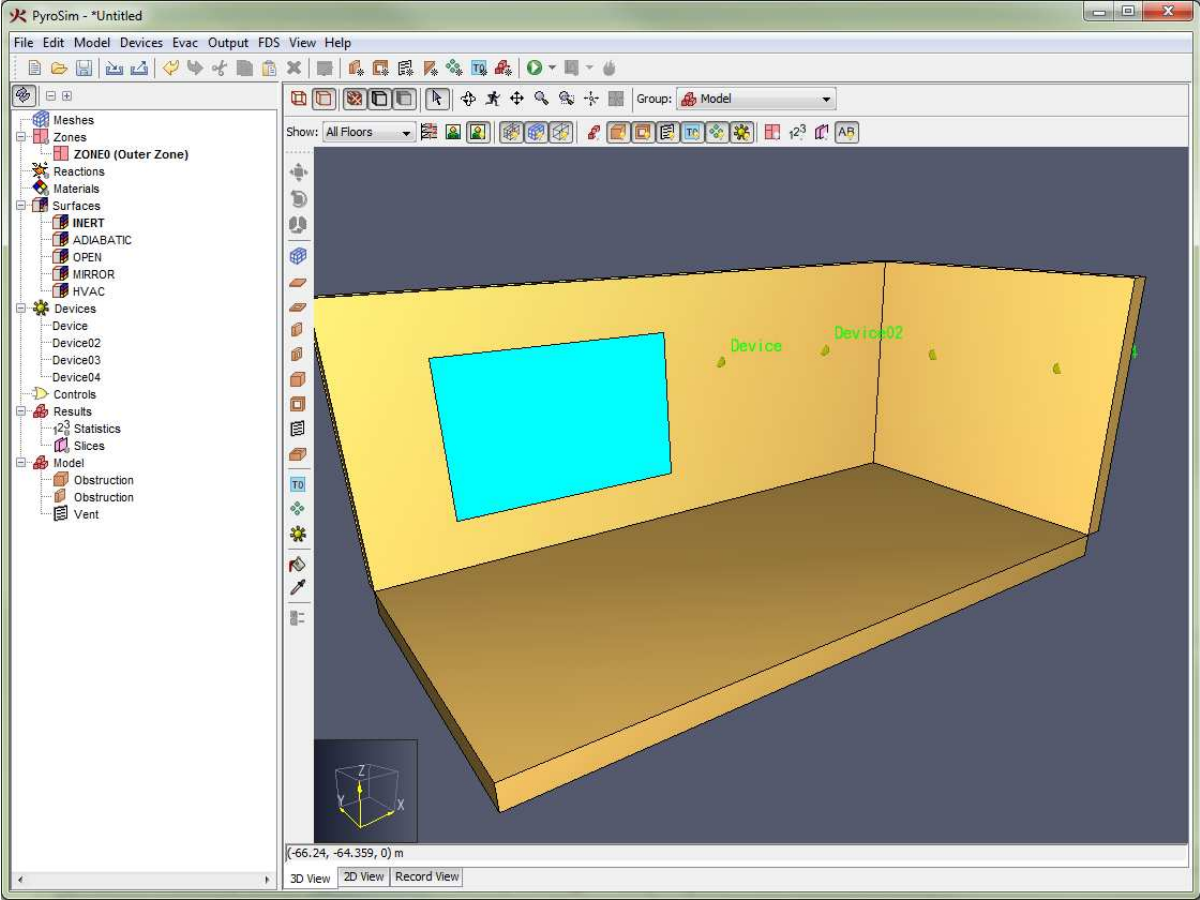 PyroSim - *Untitled
File Edit Model Devices Evac Output FDS View Help
Group: Model
Show: All Floors
Meshes
Zones
ZONE0 (Outer Zone)
Reactions
Materials
Surfaces
INERT
ADIABATIC
OPEN
MIRROR
HVAC
Devices
Device
Device02
Device03
Device04
Controls
Results
Statistics
Slices
Model
Obstruction
Obstruction
Vent
Device
Device02
4
Z
Y
X
(-66.24, -64.359, 0) m
3D View 2D View Record View